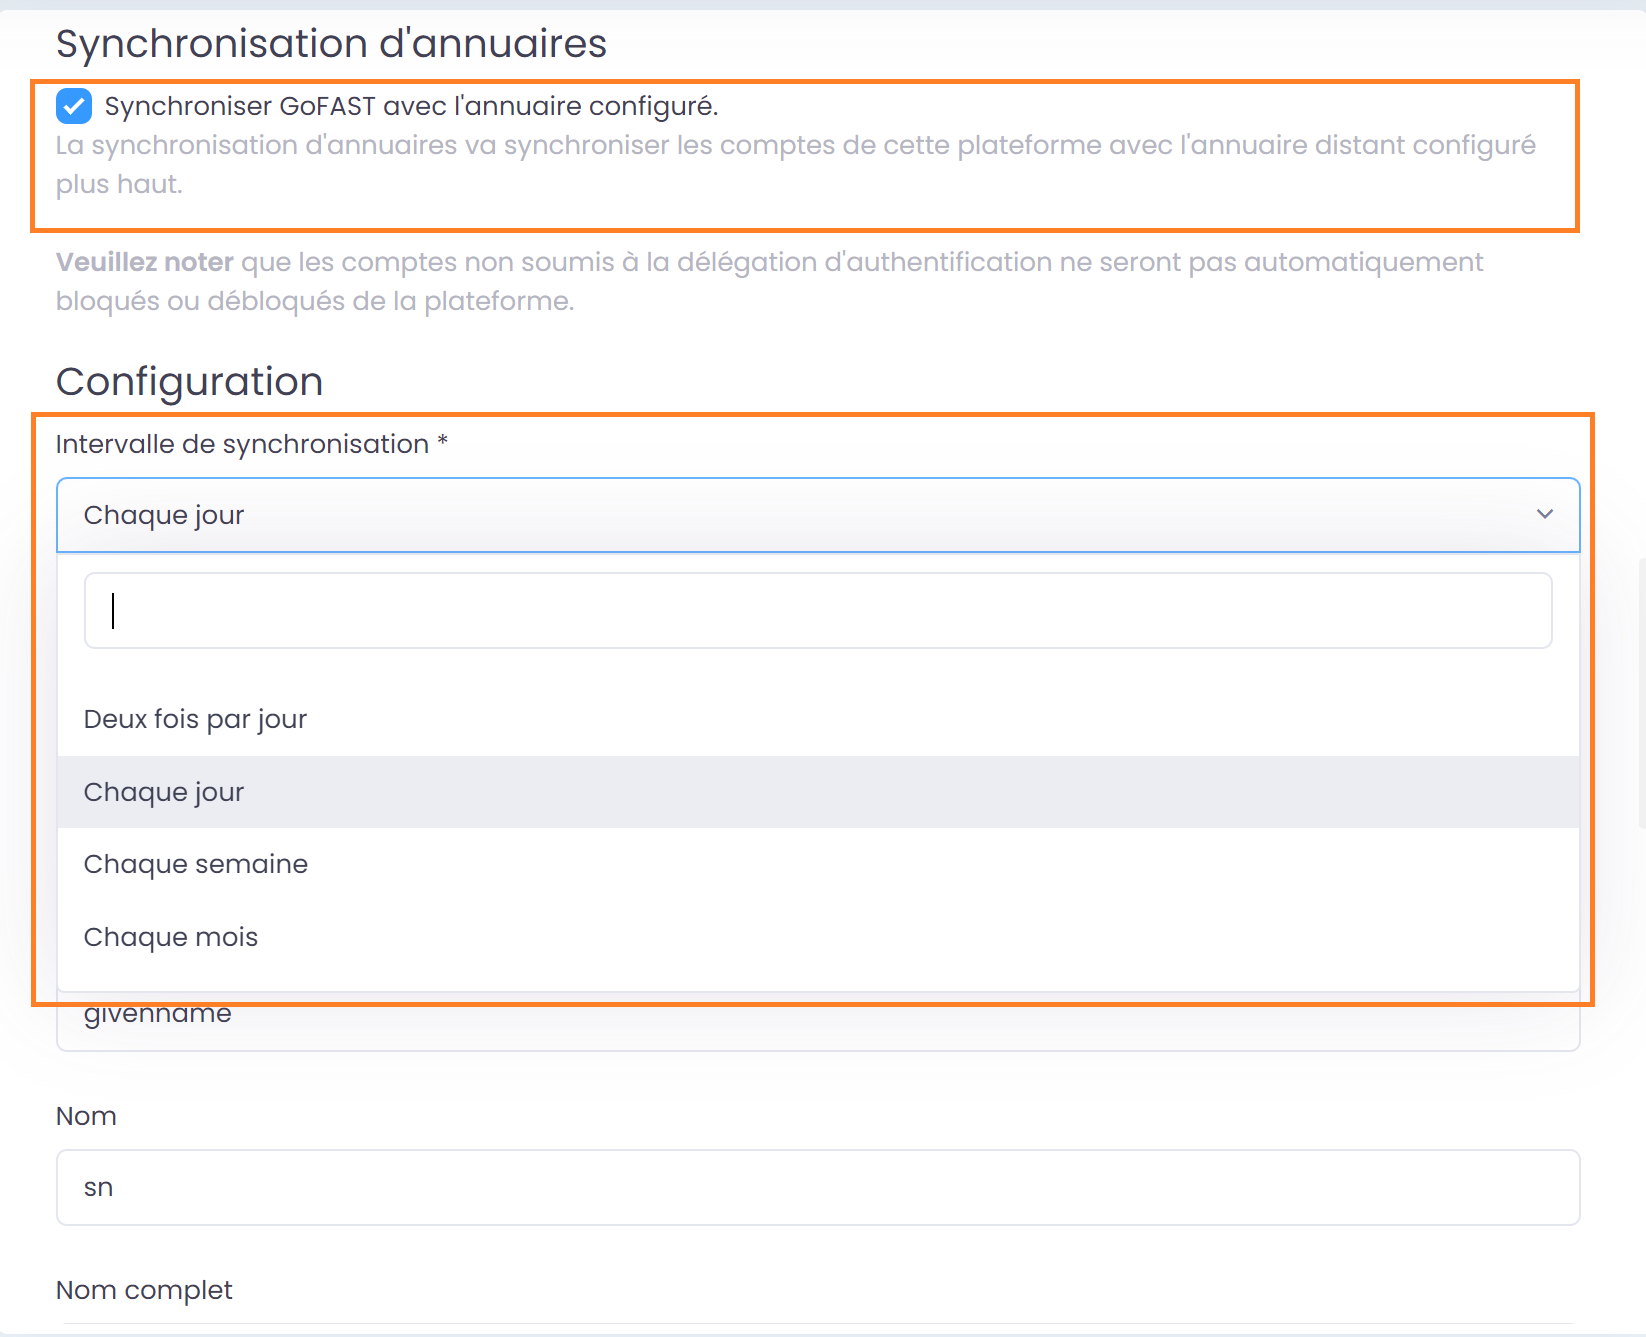 Synchronisation d'annuaires
Synchroniser GoFAST avec l'annuaire configuré.
La synchronisation d'annuaires va synchroniser les comptes de cette plateforme avec l'annuaire distant configuré
plus haut.
Veuillez noter que les comptes non soumis à la délégation d'authentification ne seront pas automatiquement
bloqués ou débloqués de la plateforme.
Configuration
Intervalle de synchronisation *
Chaque jour
Deux fois par jour
Chaque jour
Chaque semaine
Chaque mois
givenname
Nom
sn
Nom complet